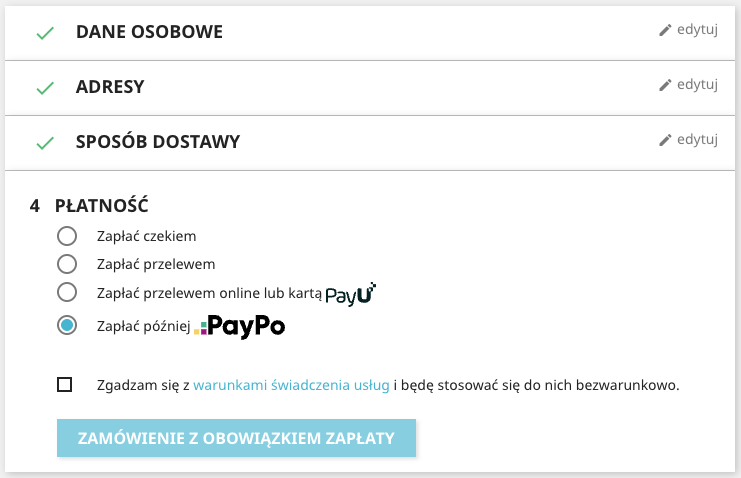 DANE OSOBOWE edytuj
ADRESY edytuj
SPOSÓB DOSTAWY edytuj
4 PŁATNOŚĆ
Zapłać czekiem
Zapłać przelewem
Zapłać przelewem online lub kartą PayU
Zapłać później PayPo
Zgadzam się z warunkami świadczenia usług i będę stosować się do nich bezwarunkowo.
ZAMÓWIENIE Z OBOWIĄZKIEM ZAPŁATY